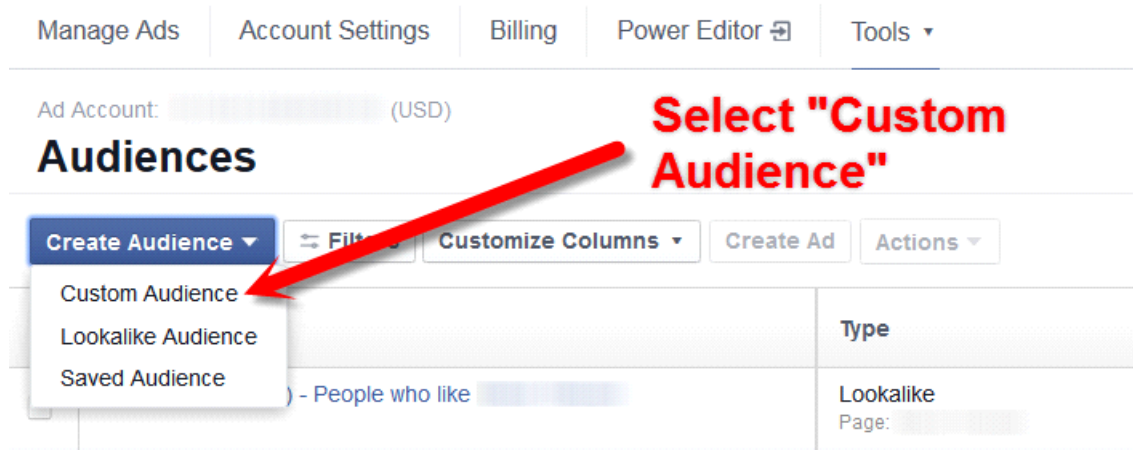 Manage Ads Account Settings Billing Power Editor Tools
Ad Account: (USD)
Audiences
Select "Custom
Audience"
Create Audience Filters Customize Columns Create Ad Actions
Custom Audience
Lookalike Audience
Saved Audience
Type
) - People who like
Lookalike
Page: